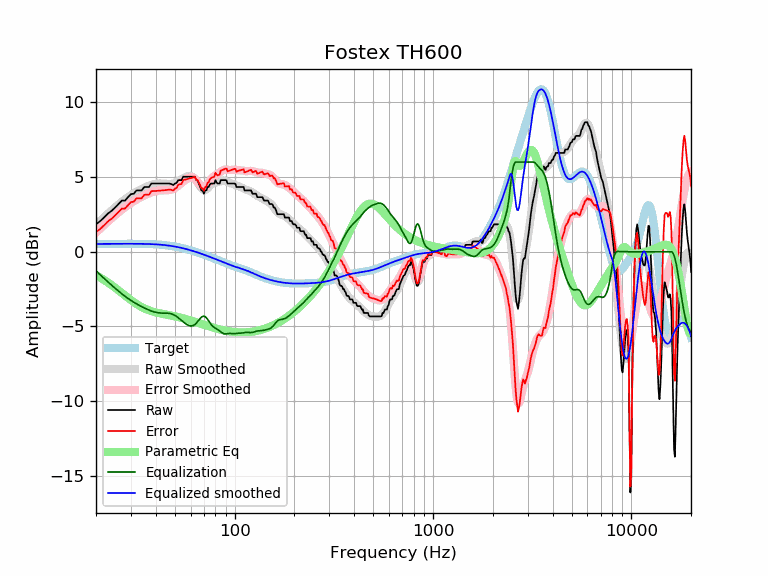 Fostex TH600
Amplitude (dBr)
10
5
0
−5
−10
−15
Target
Raw Smoothed
Error Smoothed
Raw
Error
Parametric Eq
Equalization
Equalized smoothed
100
1000
10000
Frequency (Hz)